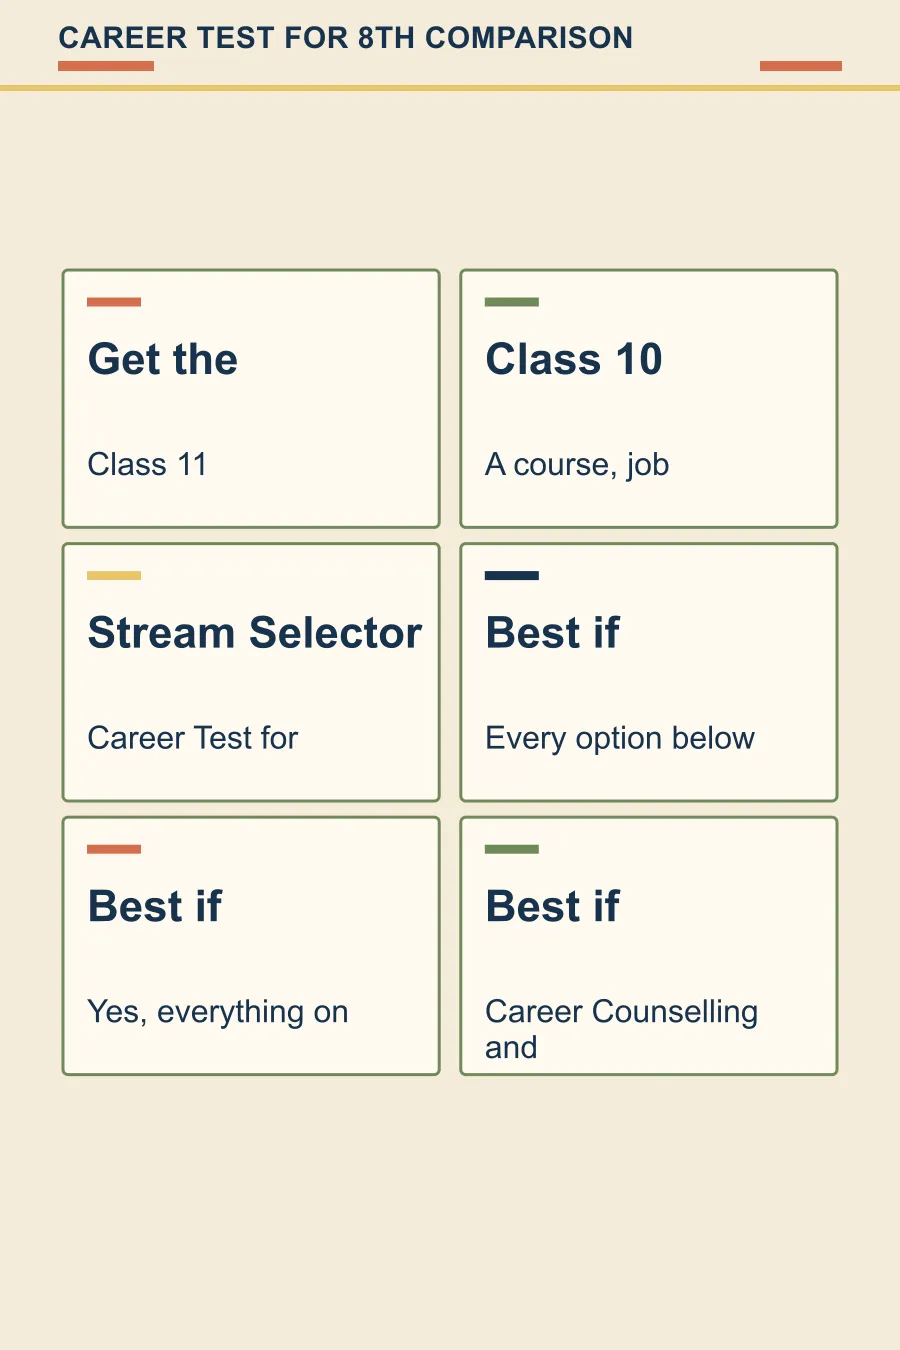 CAREER TEST FOR 8TH COMPARISON
Get the
Class 11
Class 10
A course, job
Stream Selector
Career Test for
Best if
Every option below
Best if
Yes, everything on
Best if
Career Counselling
and